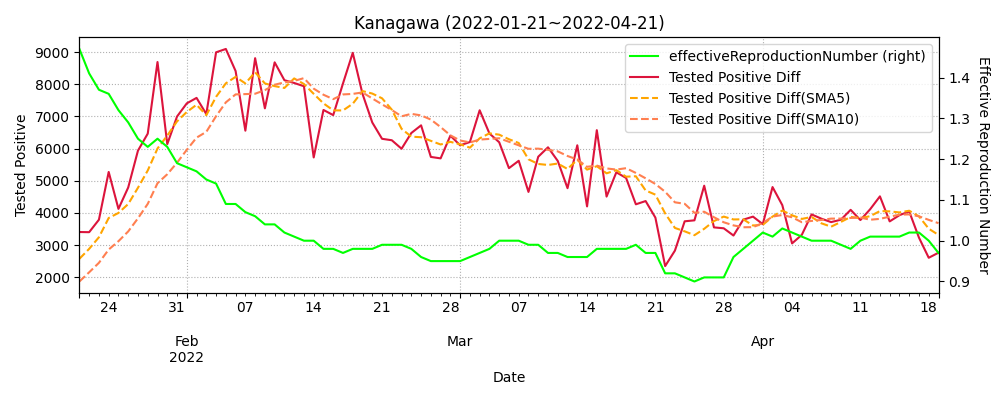 Kanagawa (2022-01-21~2022-04-21)
effectiveReproductionNumber (right)
Tested Positive Diff
Tested Positive Diff(SMA5)
Tested Positive Diff(SMA10)
Tested Positive
9000
8000
7000
6000
5000
4000
3000
2000
1.4
1.3
1.2
1.1
1.0
0.9
Effective Reproduction Number
24 31 07 14 21 28 07 14 21 28 04 11 18
Feb Mar Apr
2022
Date